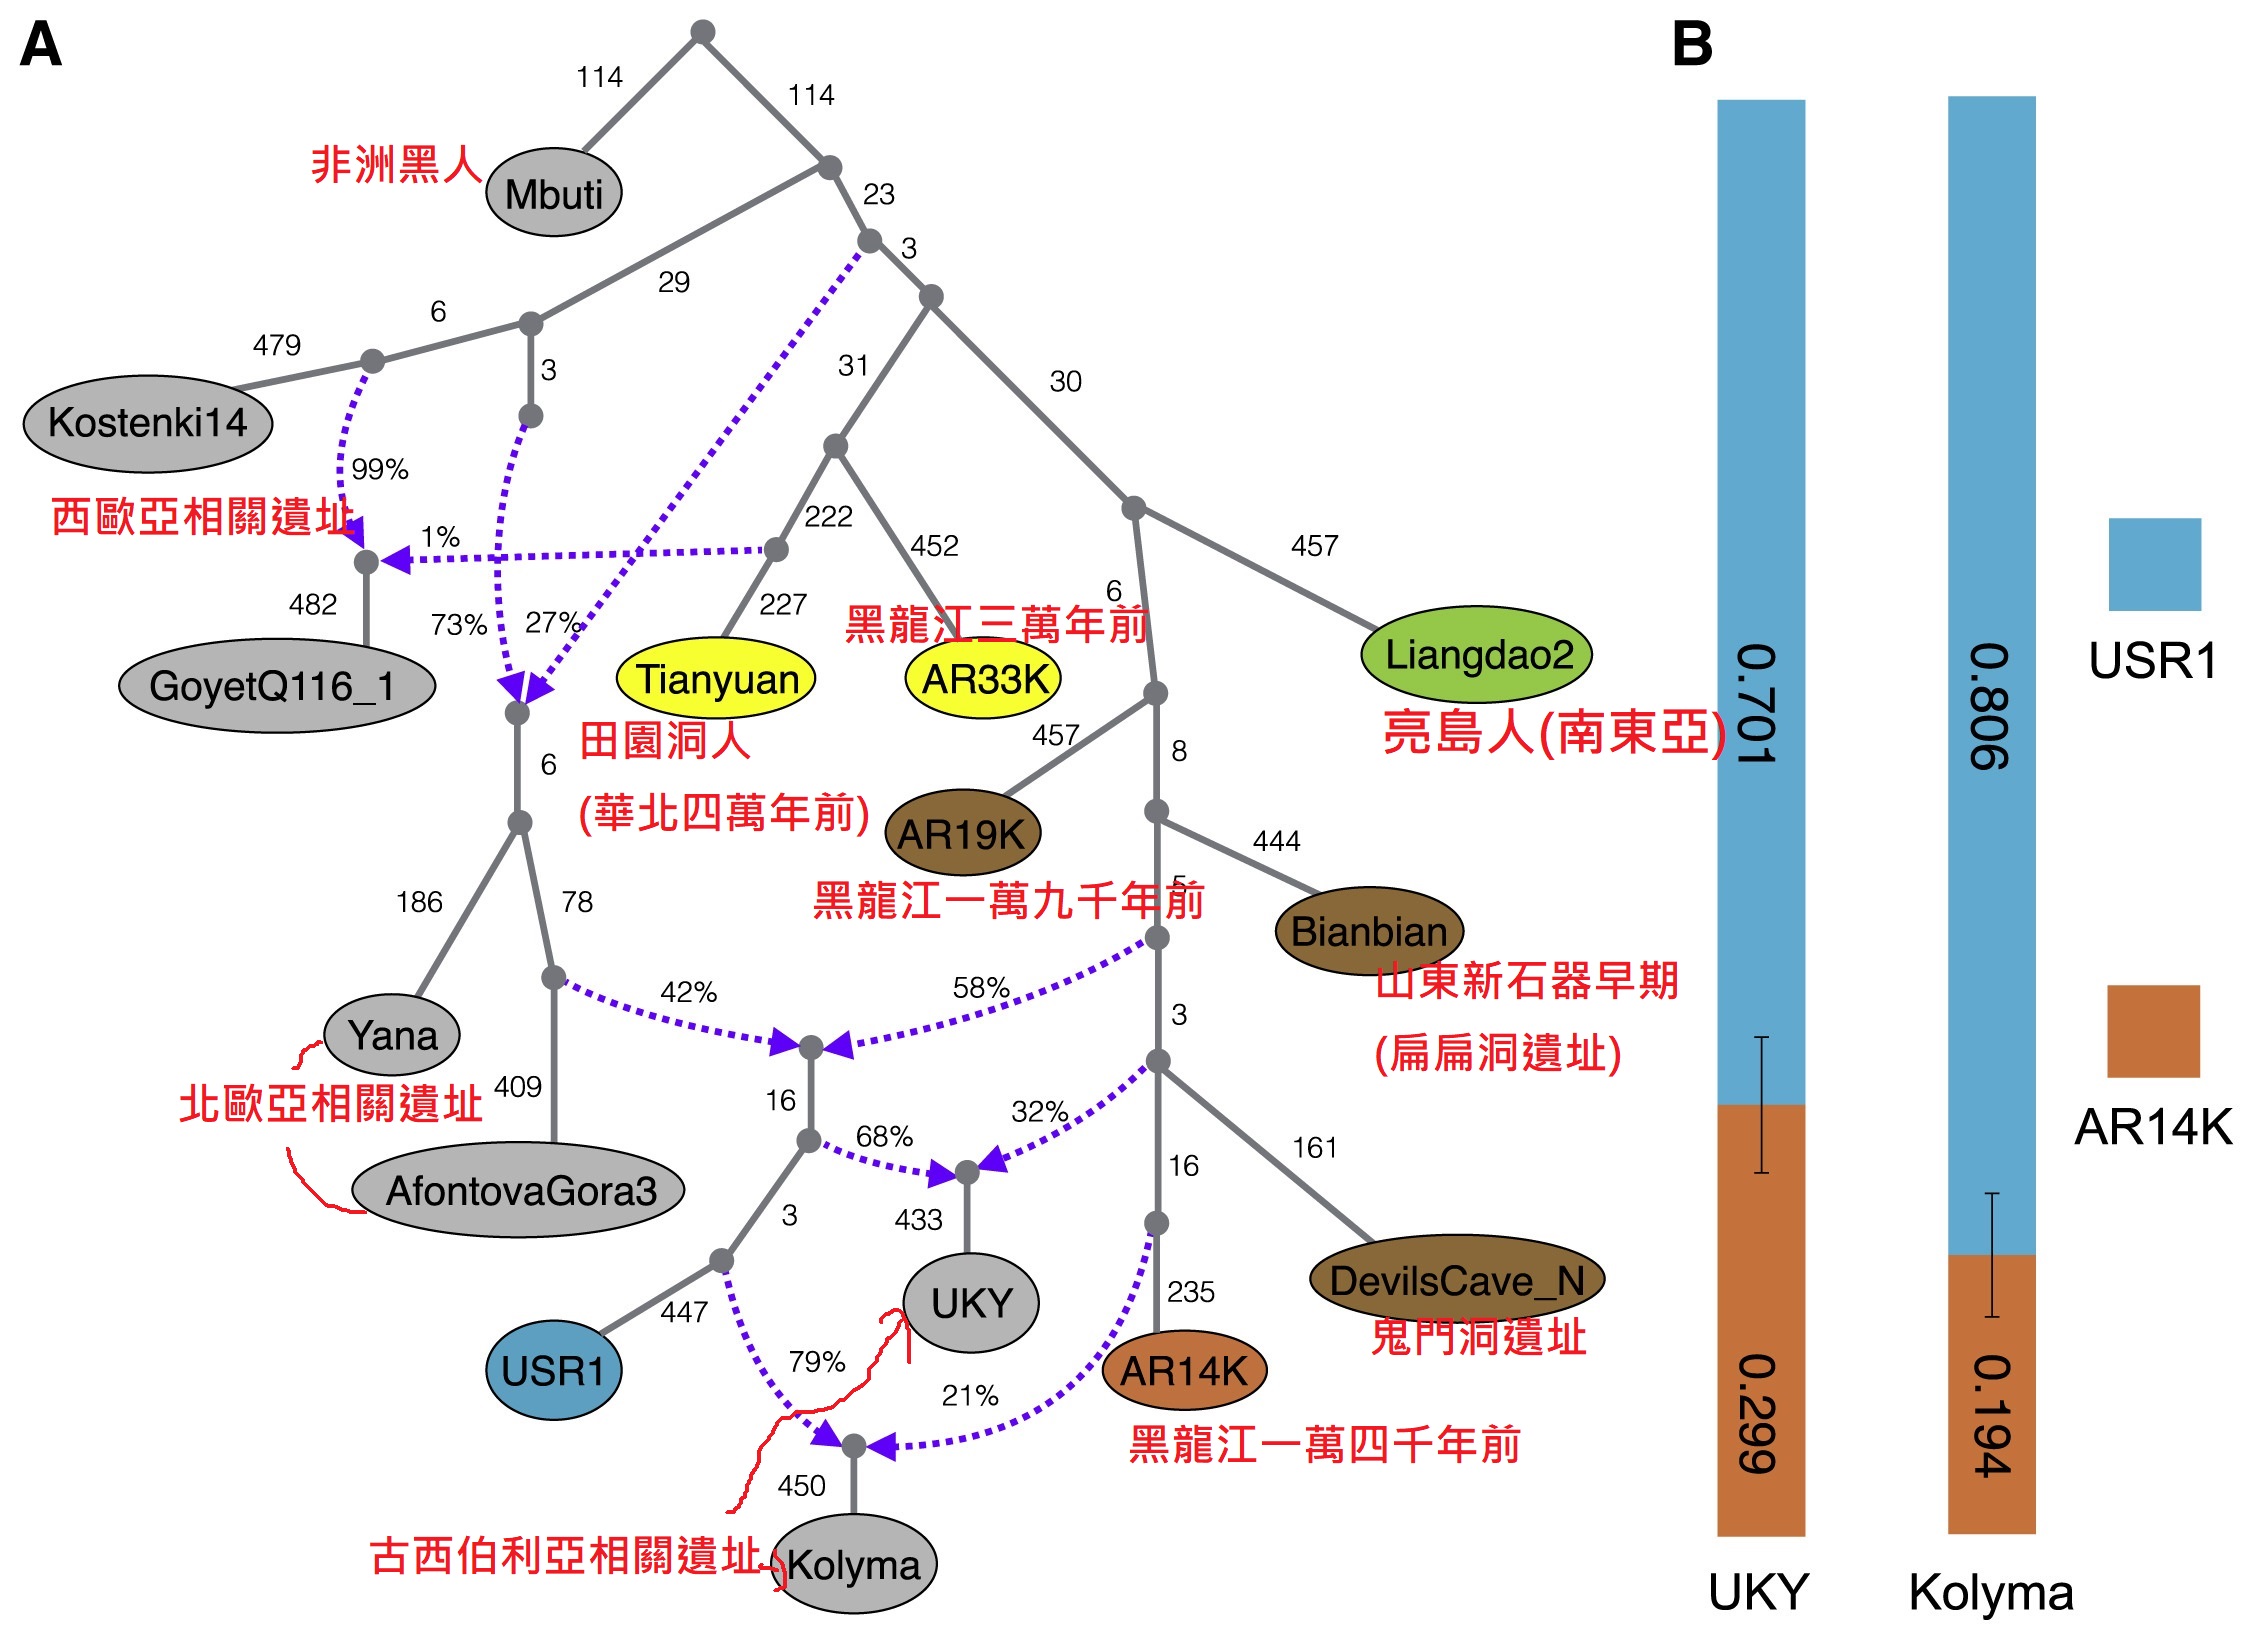 A
B
114
114
非洲黑人
Mbuti
23
3
29
6
479
3
31
30
Kostenki14
99%
西歐亞相關遺址
1%
222
452
457
482
73%
27%
227
6
黑龍江三萬年前
GoyetQ116_1
Tianyuan
AR33K
Liangdao2
田園洞人
(華北四萬年前)
亮島人(南東亞)
6
457
8
AR19K
444
黑龍江一萬九千年前
5
186
78
Bianbian
山東新石器早期
(扁扁洞遺址)
42%
58%
3
Yana
北歐亞相關遺址
409
16
68%
32%
161
16
AfontovaGora3
3
433
447
235
DevilsCave_N
鬼門洞遺址
USR1
UKY
AR14K
79%
21%
黑龍江一萬四千年前
450
古西伯利亞相關遺址
Kolyma
0.701
0.806
0.299
0.194
UKY
Kolyma
USR1
AR14K